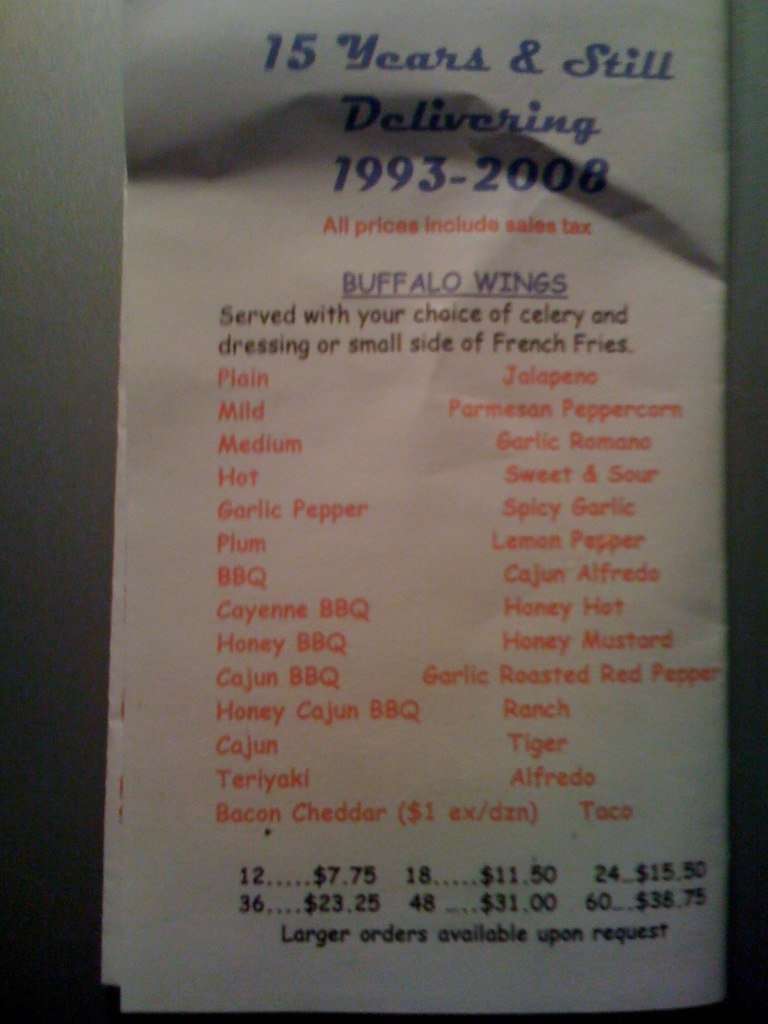 15 Years & Still
Delivering
1993-2008
All prices include sales tax
BUFFALO WINGS
Served with your choice of celery and
dressing or small side of French Fries.
Plain Jalapeno
Mild Parmesan Peppercorn
Medium Garlic Romano
Hot Sweet & Sour
Garlic Pepper Spicy Garlic
Plum Lemon Pepper
BBQ Cajun Alfredo
Cayenne BBQ Honey Hot
Honey BBQ Honey Mustard
Cajun BBQ Garlic Roasted Red Pepper
Honey Cajun BBQ Ranch
Cajun Tiger
Teriyaki Alfredo
Bacon Cheddar ($1 ex/dzn) Taco
12.....$7.75 18.....$11.50 24...$15.50
36....$23.25 48 ....$31.00 60....$38.75
Larger orders available upon request